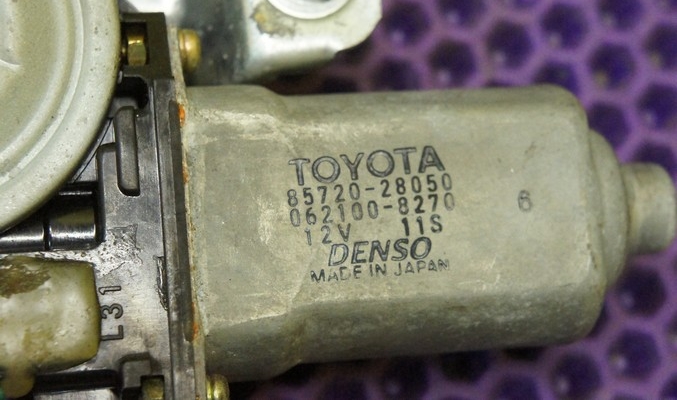 TOYOTA
85720-28050
062100-8270
12V 11S
DENSO
MADE IN JAPAN
6
L31